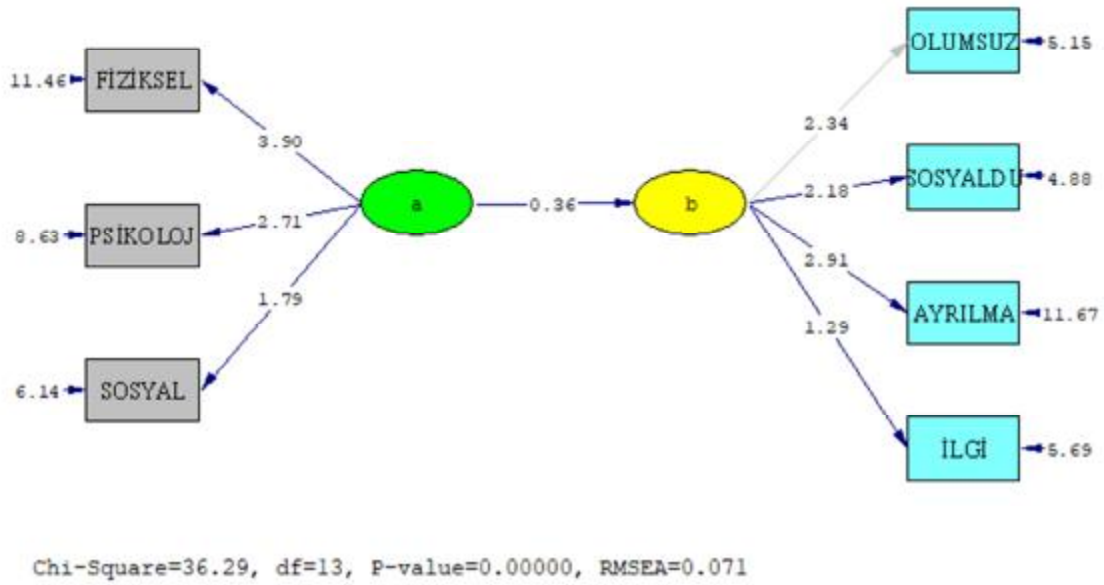 FİZİKSEL
11.46
3.90
PSİKOLOJ
8.63
2.71
SOSYAL
6.14
1.79
a
0.36
b
OLUMSUZ
5.15
2.34
SOSYALDU
4.88
2.18
AYRILMA
11.67
2.91
İLGİ
5.69
1.29
Chi-Square=36.29, df=13, P-value=0.00000, RMSEA=0.071